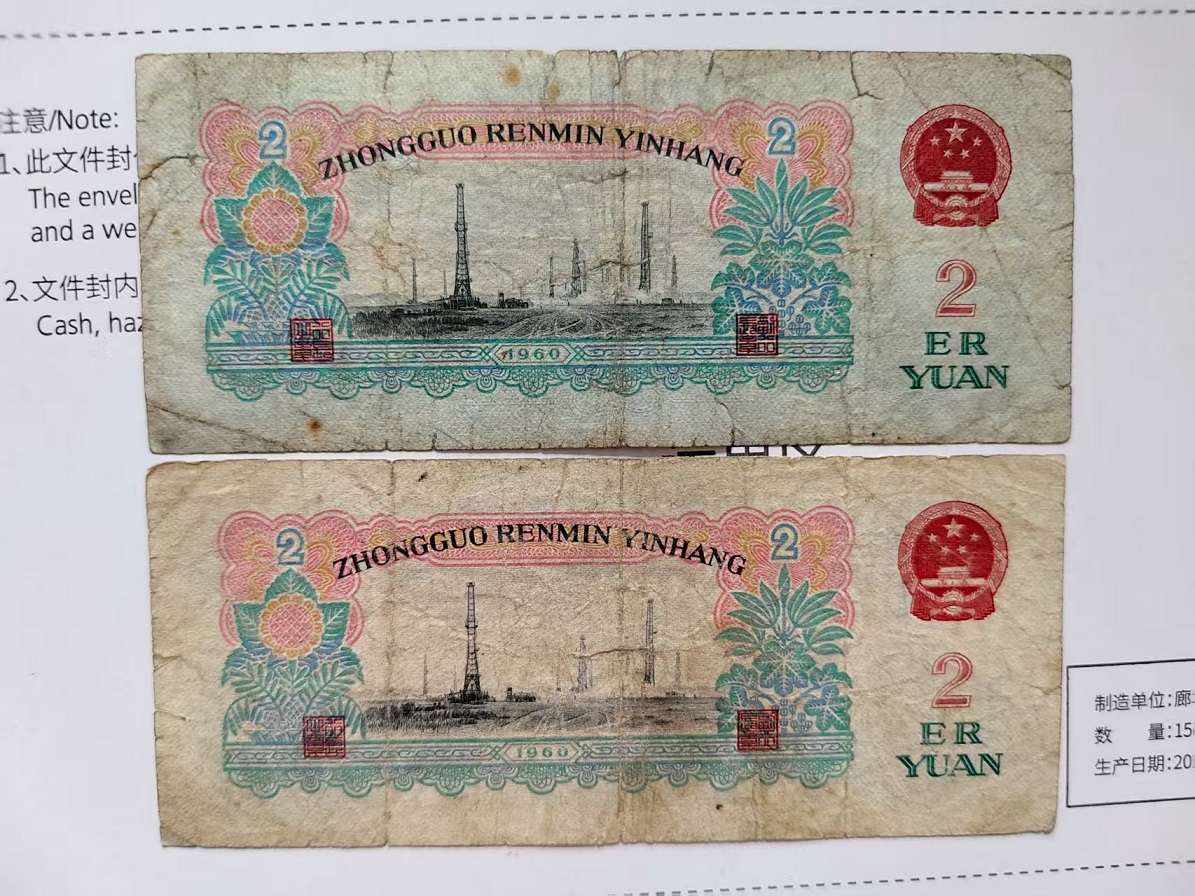 注意/Note:
1、此文件封
The envel
and a we
2、文件封内
Cash, haz
2
2
ZHONGGUO RENMIN YINHANG
2
ER
YUAN
1960
2
2
ZHONGGUO RENMIN YINHANG
2
ER
YUAN
1960
制造单位:廊
数 量:15
生产日期:20